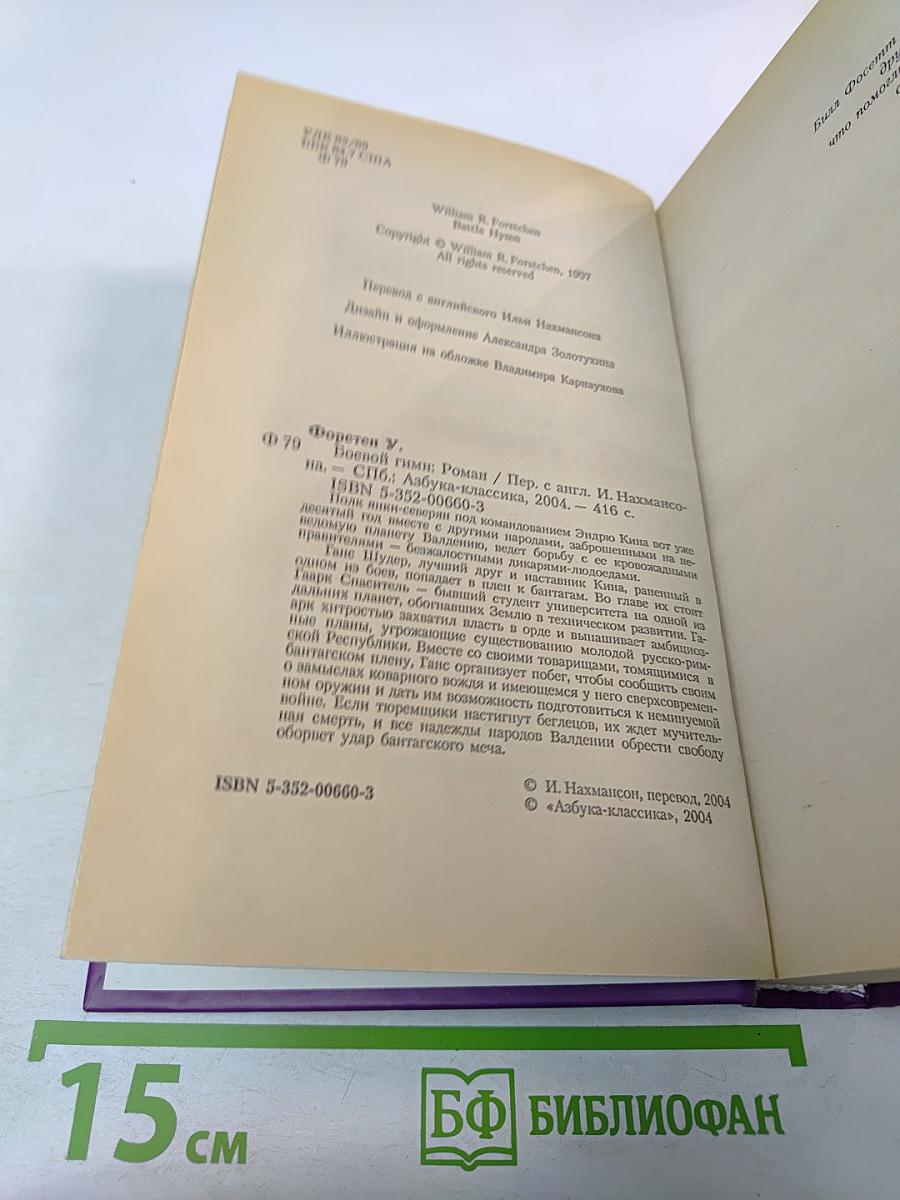 УДК 82/89
ББК 84.7 США
Ф 79
William R. Forstchen
Battle Hymn
Copyright © William R. Forstchen, 1997
All rights reserved
Перевод с английского Ильи Нахмансона
Дизайн и оформление Александра Золотухина
Иллюстрация на обложке Владимира Карнаухова
Форстен У.
Ф 79 Боевой гимн: Роман / Пер. с англ. И. Нахмансо-
на. — СПб.: Азбука-классика, 2004. — 416 с.
ISBN 5-352-00660-3
Полк янки-северян под командованием Эндрю Кина вот уже
десятый год вместе с другими народами, заброшенными на не-
ведомую планету Валдению, ведет борьбу с ее кровожадными
правителями — безжалостными дикарями-людоедами.
Ганс Шудер, лучший друг и наставник Кина, раненный в
одном из боев, попадает в плен к бантагам. Во главе их стоит
Гаарк Спаситель — бывший студент университета на одной из
дальних планет, обогнавших Землю в техническом развитии. Га-
арк хитростью захватил власть в орде и вынашивает амбициоз-
ные планы, угрожающие существованию молодой русско-рим-
ской Республики. Вместе со своими товарищами, томящимися в
бантагском плену, Ганс организует побег, чтобы сообщить своим
о замыслах коварного вождя и имеющемся у него сверхсовремен-
ном оружии и дать им возможность подготовиться к неминуемой
войне. Если тюремщики настигнут беглецов, их ждет мучитель-
ная смерть, и все надежды народов Валдении обрести свободу
оборвет удар бантагского меча.
ISBN 5-352-00660-3
© И. Нахмансон, перевод, 2004
© «Азбука-классика», 2004
Билл Фосетт
дру
что помогли
15 см
БФ БИБЛИОФАН